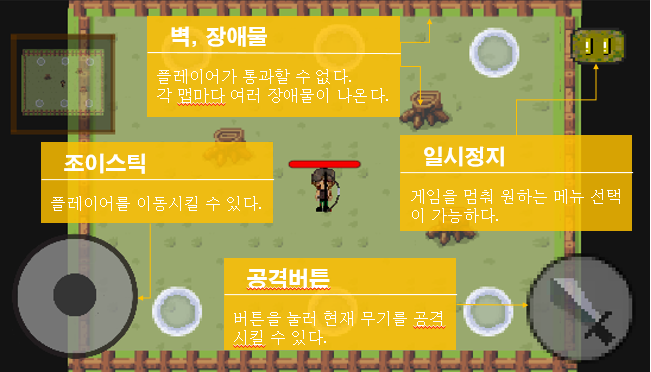 벽, 장애물
플레이어가 통과할 수 없다.
각 맵마다 여러 장애물이 나온다.
조이스틱
플레이어를 이동시킬 수 있다.
일시정지
게임을 멈춰 원하는 메뉴 선택
이 가능하다.
공격버튼
버튼을 눌러 현재 무기를 공격
시킬 수 있다.